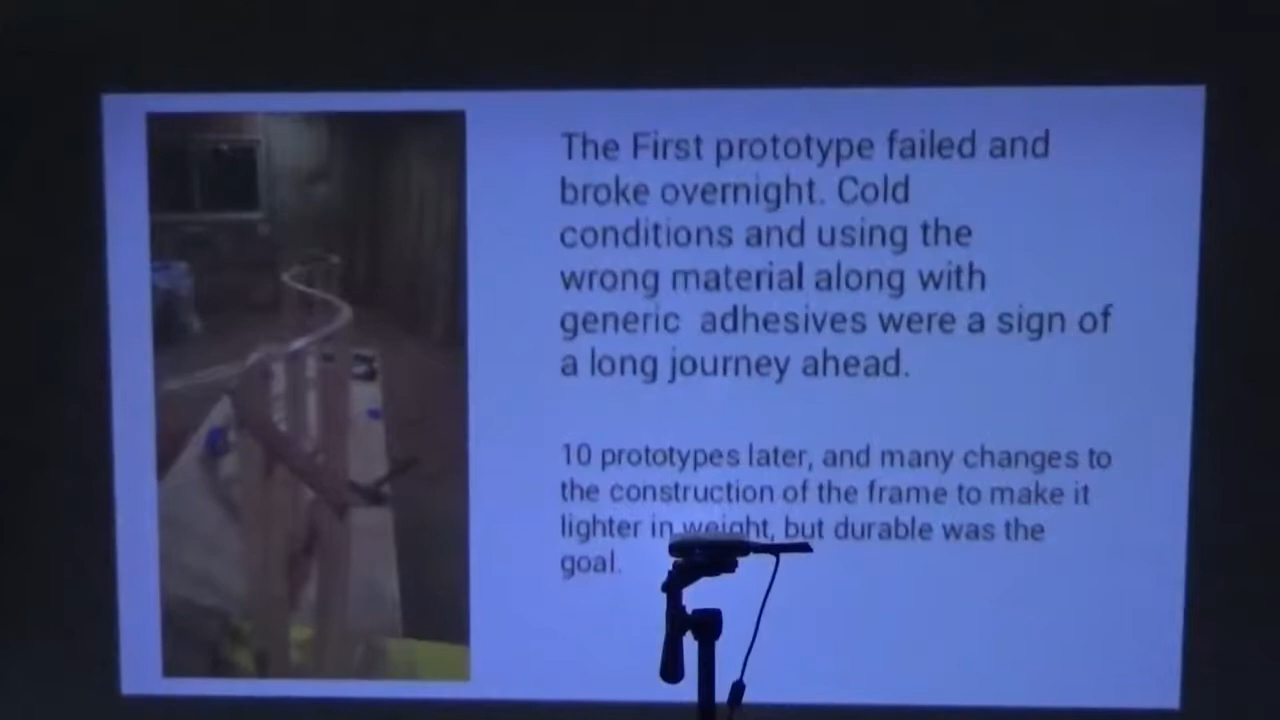 The First prototype failed and
broke overnight. Cold
conditions and using the
wrong material along with
generic adhesives were a sign of
a long journey ahead.
10 prototypes later, and many changes to
the construction of the frame to make it
lighter in weight, but durable was the
goal.